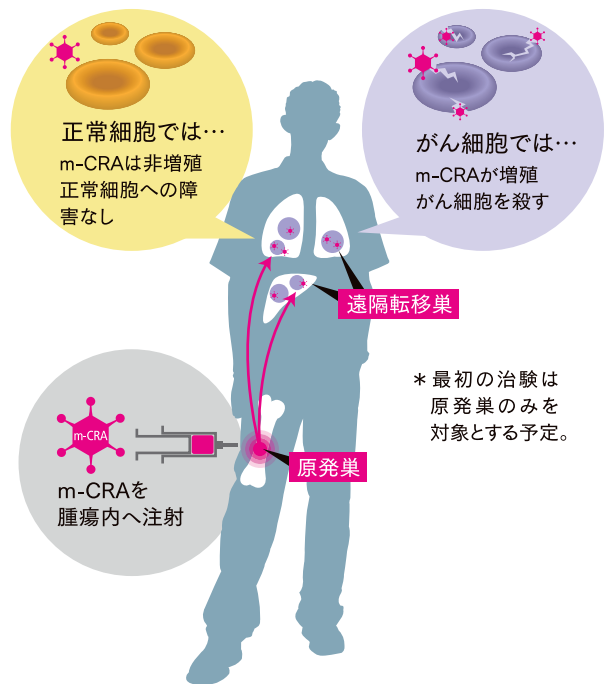 正常細胞では…
m-CRAは非増殖
正常細胞への障
害なし
がん細胞では…
m-CRAが増殖
がん細胞を殺す
遠隔転移巣
＊最初の治験は
原発巣のみを
対象とする予定。
m-CRA
原発巣
m-CRAを
腫瘍内へ注射